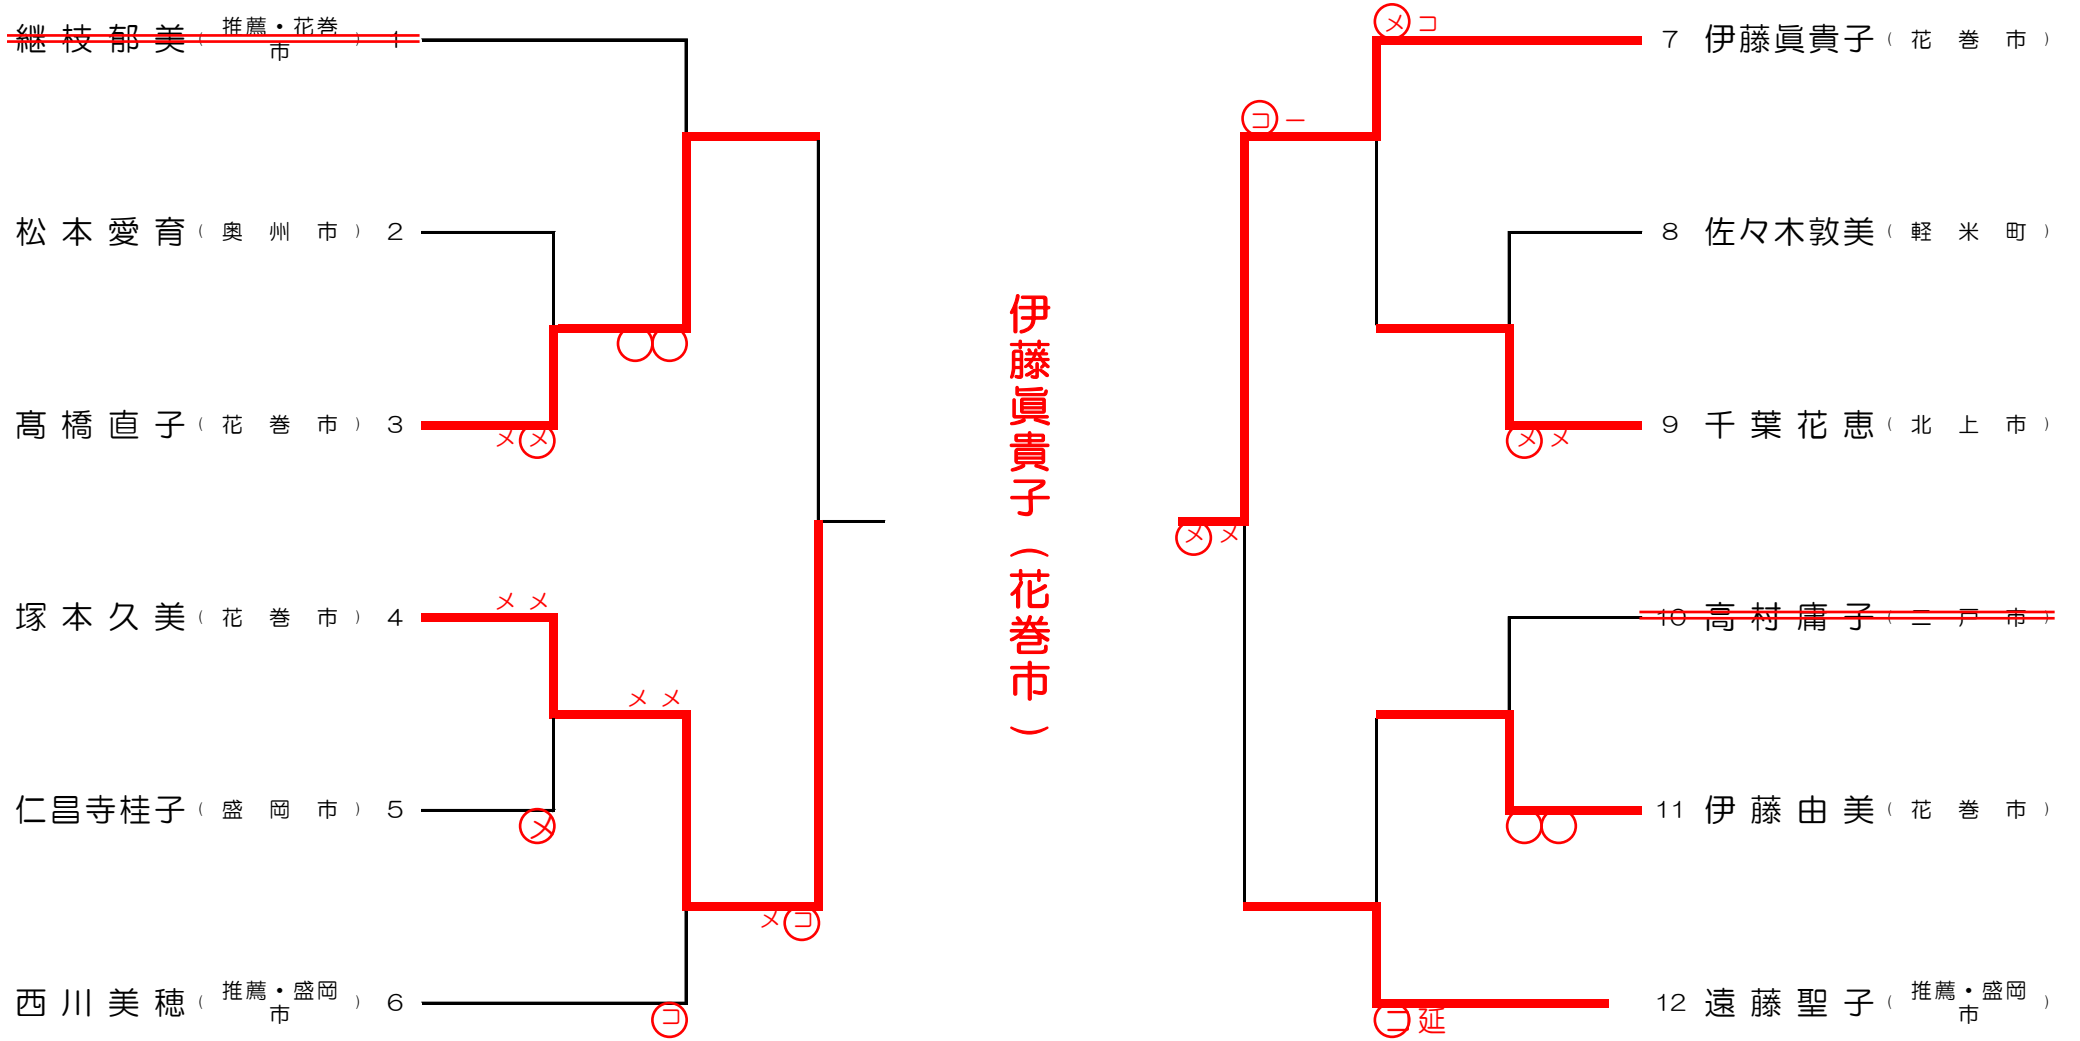 継枝郁美（推薦・花巻市）1
松本愛育（奥州市）2
髙橋直子（花巻市）3
メメ
塚本久美（花巻市）4
メメ
メメ
仁昌寺桂子（盛岡市）5
メ
メコ
西川美穂（推薦・盛岡市）6
コ
伊藤眞貴子（花巻市）
メコ
7 伊藤眞貴子（花巻市）
コー
8 佐々木敦美（軽米町）
9 千葉花恵（北上市）
メメ
メメ
10 高村庸子（二戸市）
11 伊藤由美（花巻市）
12 遠藤聖子（推薦・盛岡市）
コ延